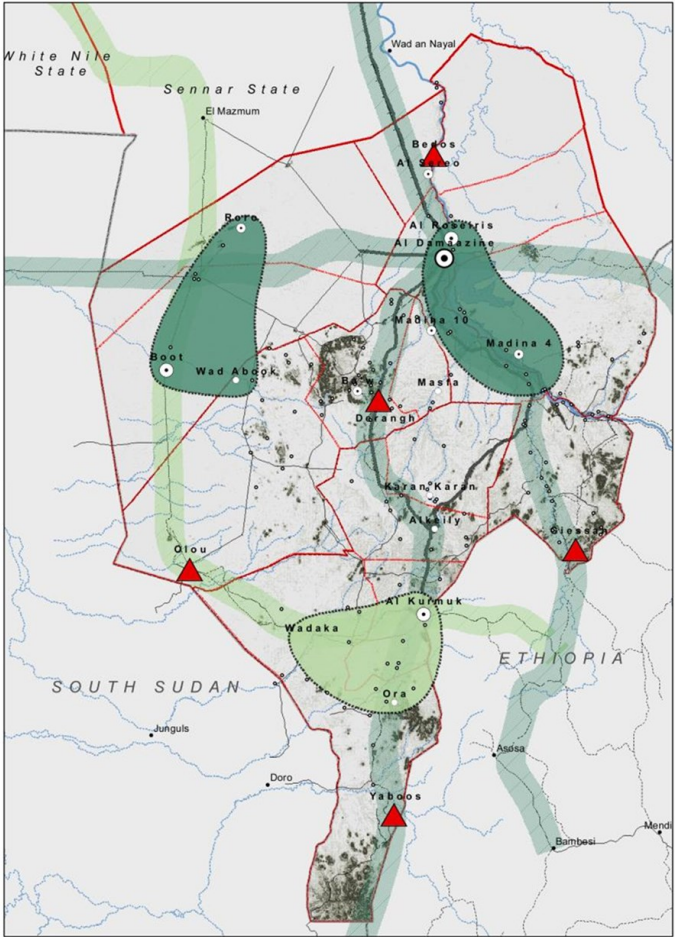 Wad an Nayal
White Nile
State
Sennar State
El Mazmum
Bedos
Roro
Al Roseiris
Al Damaazine
Madina 10
Madina 4
Boot
Wad Abook
Masfa
Derangh
Karan Karan
Alkeily
Giessan
Olou
Al Kurmuk
Wadaka
ETHIOPIA
SOUTH SUDAN
Ora
Junguls
Asosa
Doro
Yaboos
Mendi
Bambesi